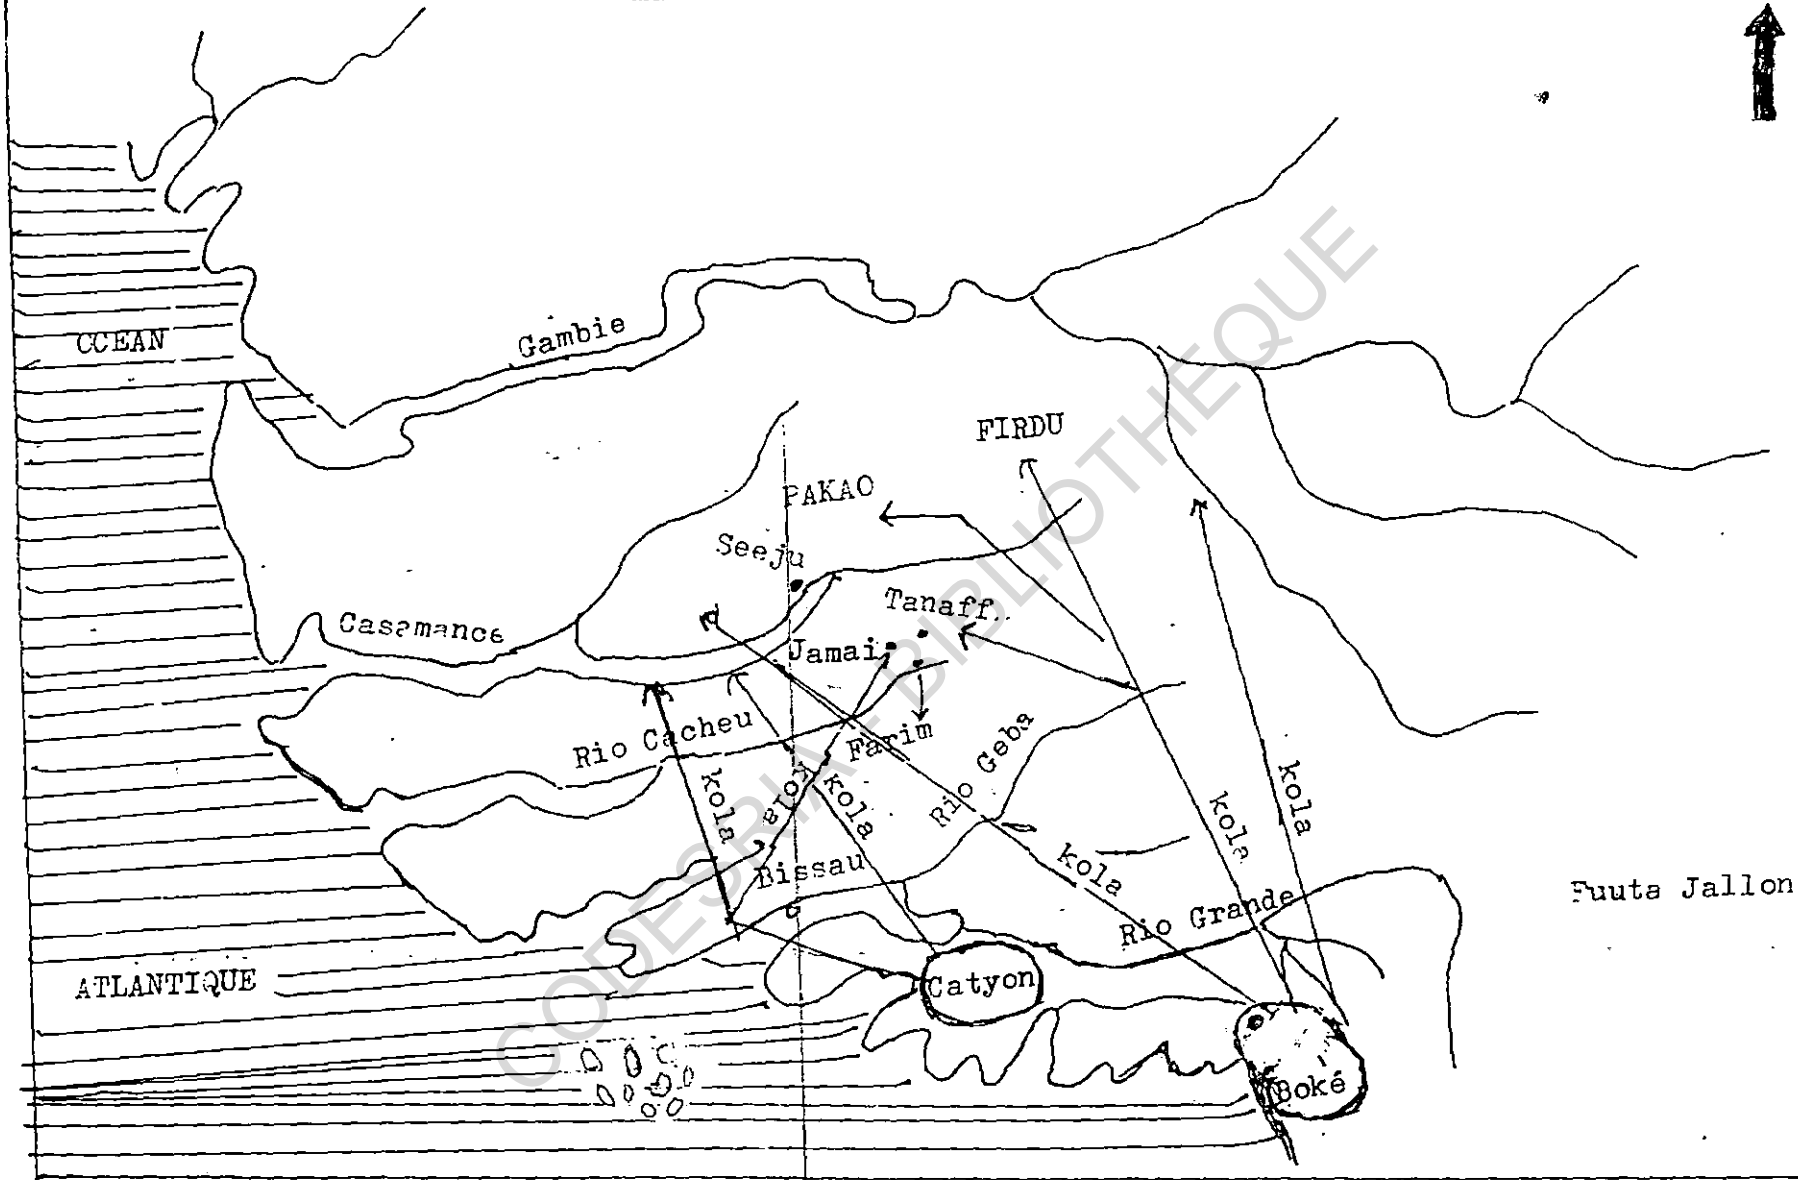 CCEAN
Gambie
FIRDU
PAKAO
Seeju
Casamance
Tanaff..
Jamai
Rio Cacheu
Farim
Rio Geba
kola
kola
kola
kola
kola
kola
Bissau
Rio Grande
Fuuta Jallon
ATLANTIQUE
Catyon
Boké
CODESRIA - BIBLIOTHEQUE